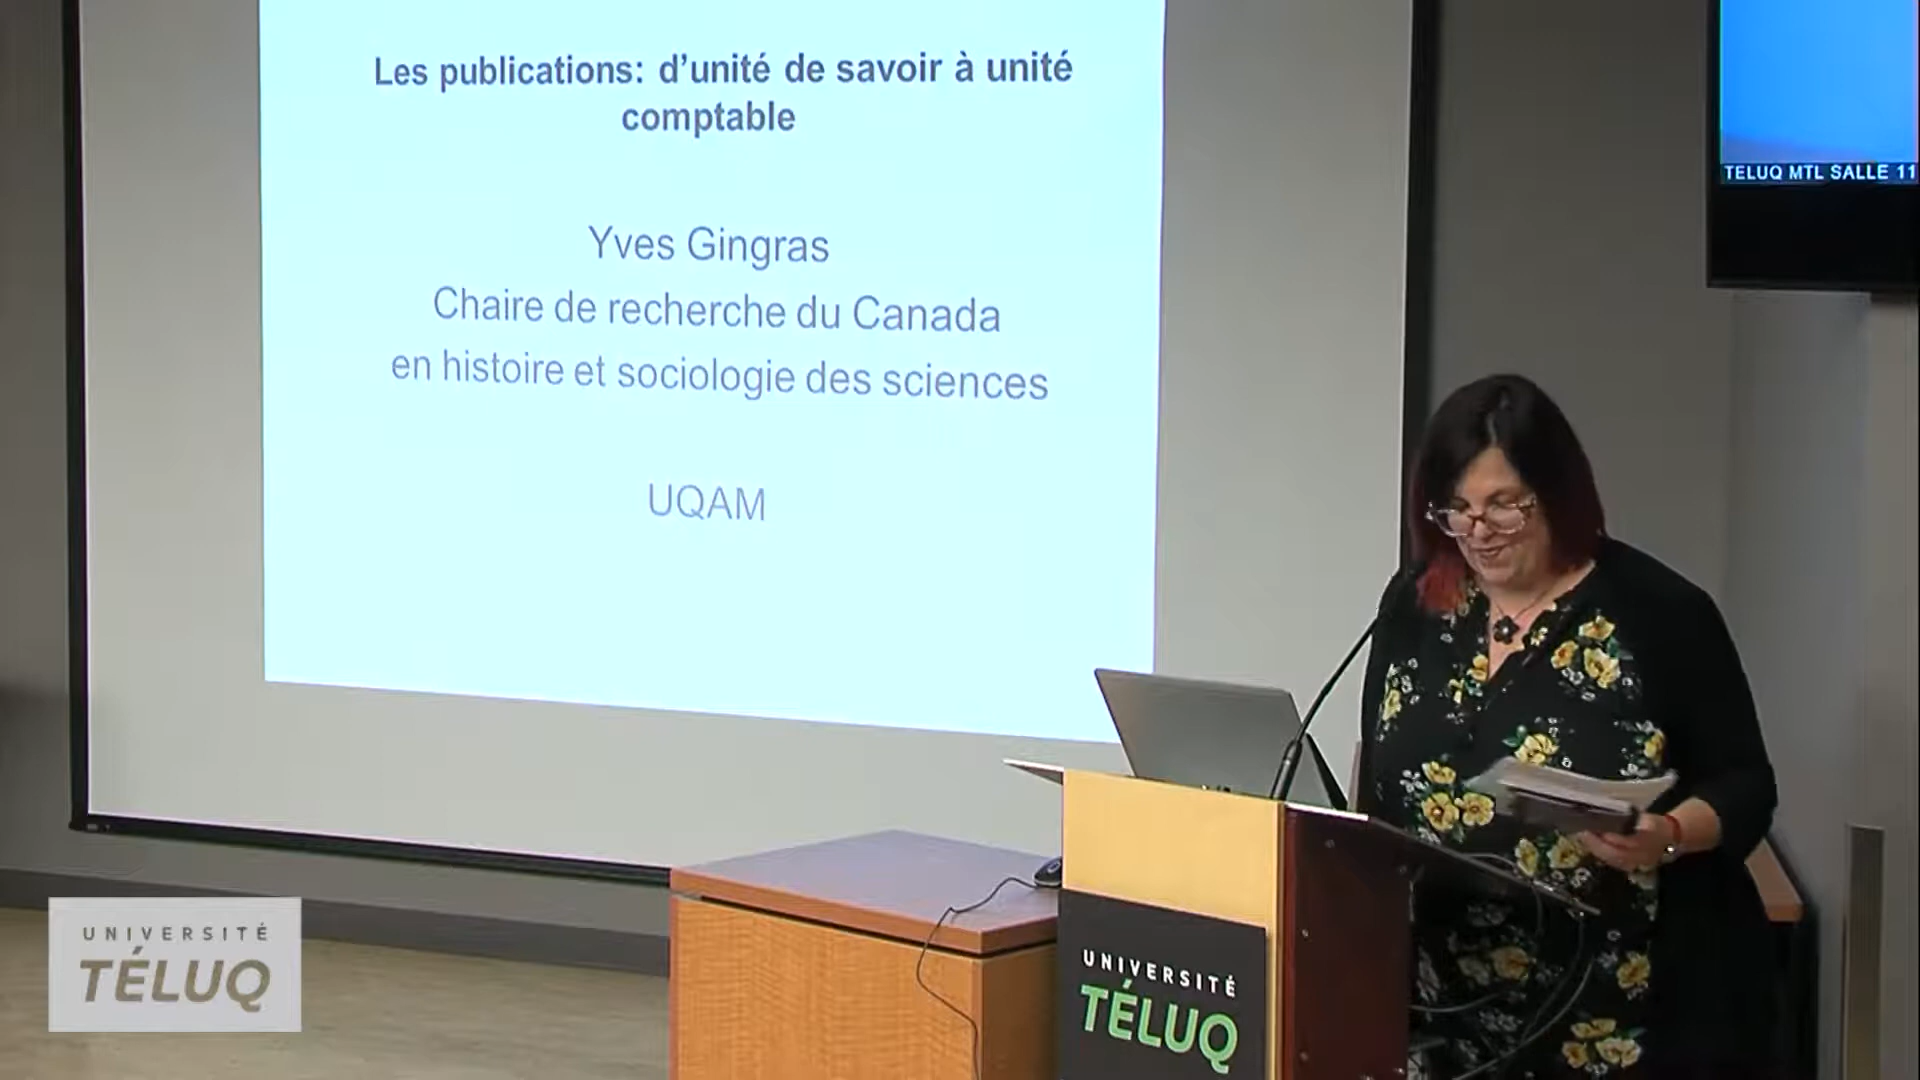 Les publications: d’unité de savoir à unité
comptable
Yves Gingras
Chaire de recherche du Canada
en histoire et sociologie des sciences
UQAM
TELUQ MTL SALLE 11
UNIVERSITÉ
TÉLUQ
UNIVERSITÉ
TÉLUQ